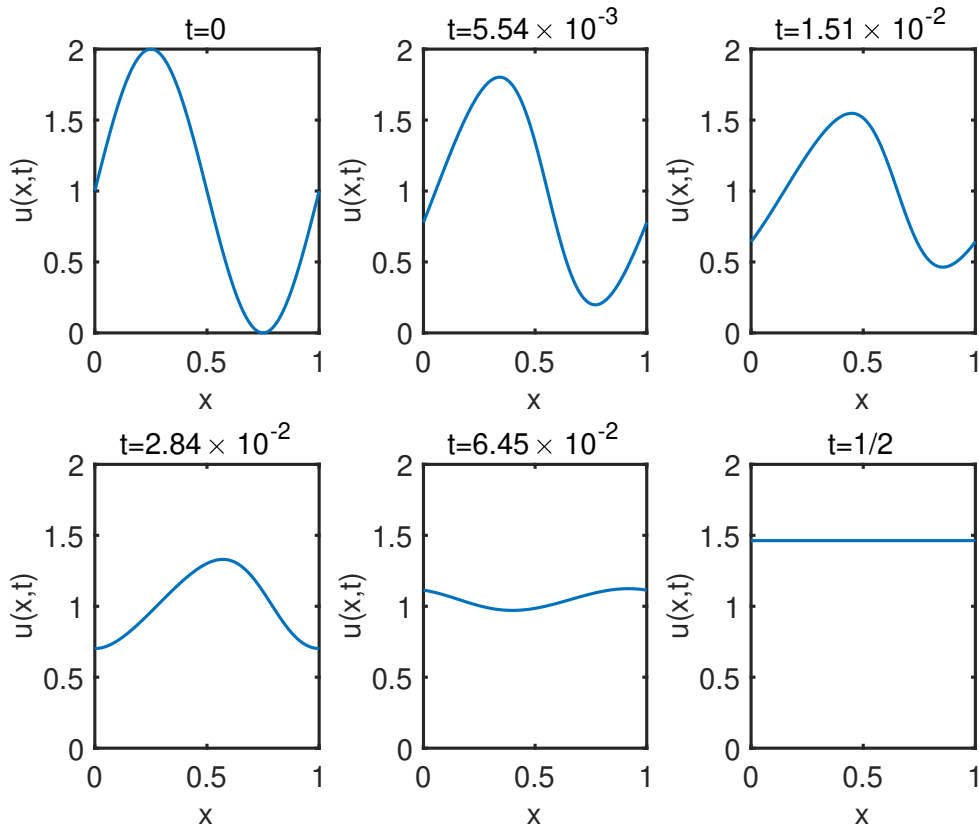 t=0
2
1.5
1
0.5
0
0 0.5 1
x
u(x,t)
t=5.54 × 10^-3
2
1.5
1
0.5
0
0 0.5 1
x
u(x,t)
t=1.51 × 10^-2
2
1.5
1
0.5
0
0 0.5 1
x
u(x,t)
t=2.84 × 10^-2
2
1.5
1
0.5
0
0 0.5 1
x
u(x,t)
t=6.45 × 10^-2
2
1.5
1
0.5
0
0 0.5 1
x
u(x,t)
t=1/2
2
1.5
1
0.5
0
0 0.5 1
x
u(x,t)